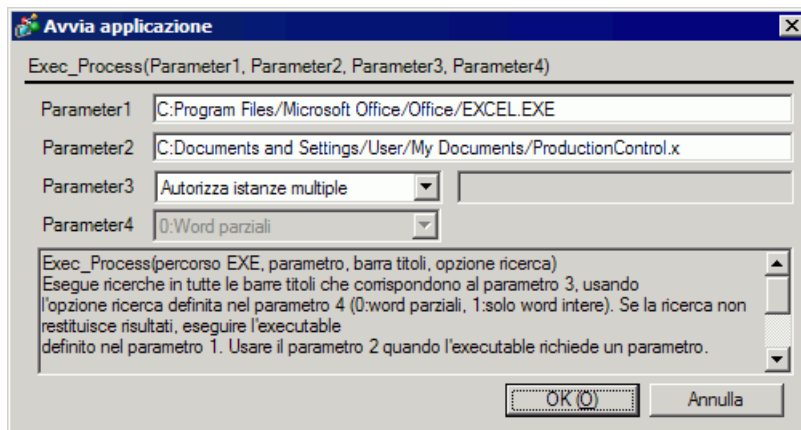 Avvia applicazione
Exec_Process(Parameter1, Parameter2, Parameter3, Parameter4)
Parameter1 C:Program Files/Microsoft Office/Office/EXCEL.EXE
Parameter2 C:Documents and Settings/User/My Documents/ProductionControl.x
Parameter3 Autorizza istanze multiple
Parameter4 0:Word parziali
Exec_Process(percorso EXE, parametro, barra titoli, opzione ricerca)
Esegue ricerche in tutte le barre titoli che corrispondono al parametro 3, usando
l'opzione ricerca definita nel parametro 4 (0:word parziali, 1:solo word intere). Se la ricerca non
restituisce risultati, eseguire l'executable
definito nel parametro 1. Usare il parametro 2 quando l'executable richiede un parametro.
OK (O) Annulla